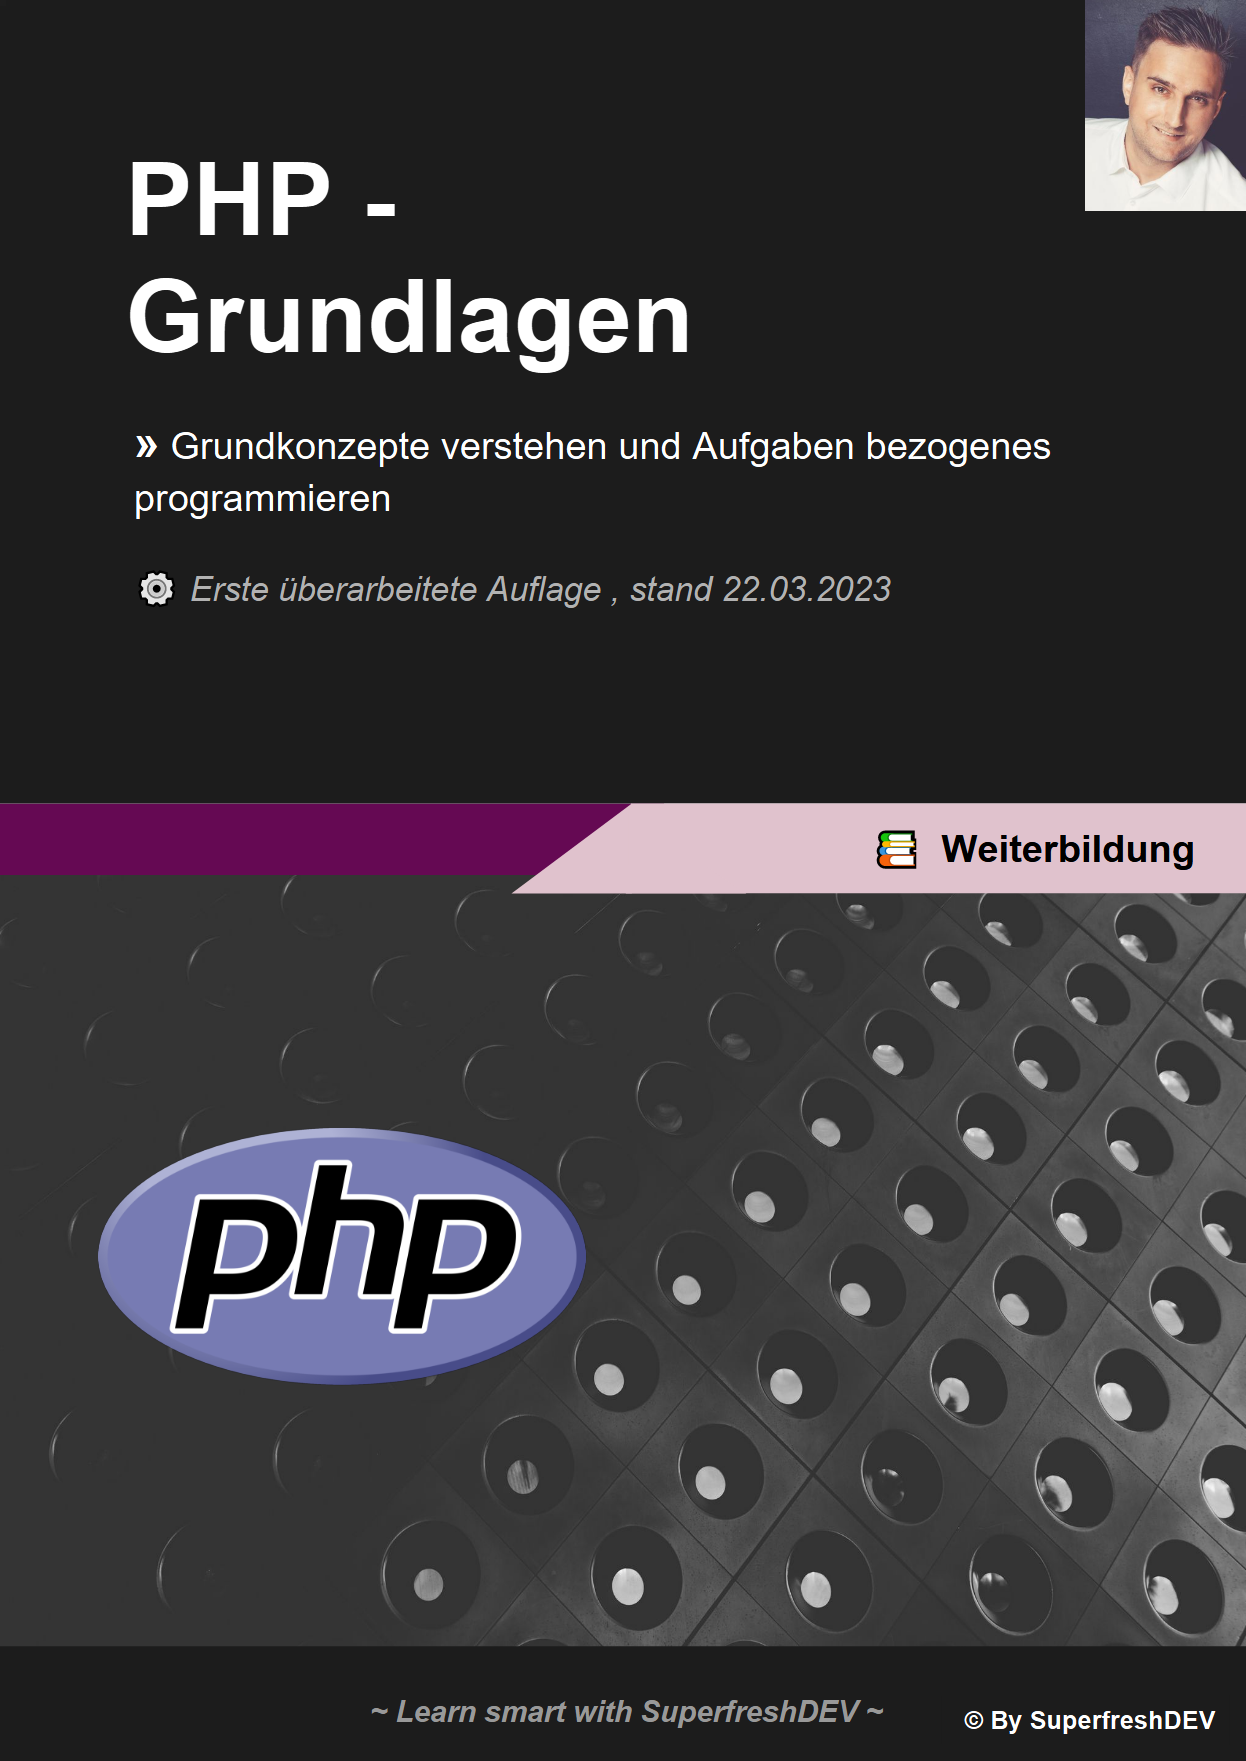 PHP -
Grundlagen
» Grundkonzepte verstehen und Aufgaben bezogenes
programmieren
Erste überarbeitete Auflage , stand 22.03.2023
Weiterbildung
php
~ Learn smart with SuperfreshDEV ~
© By SuperfreshDEV